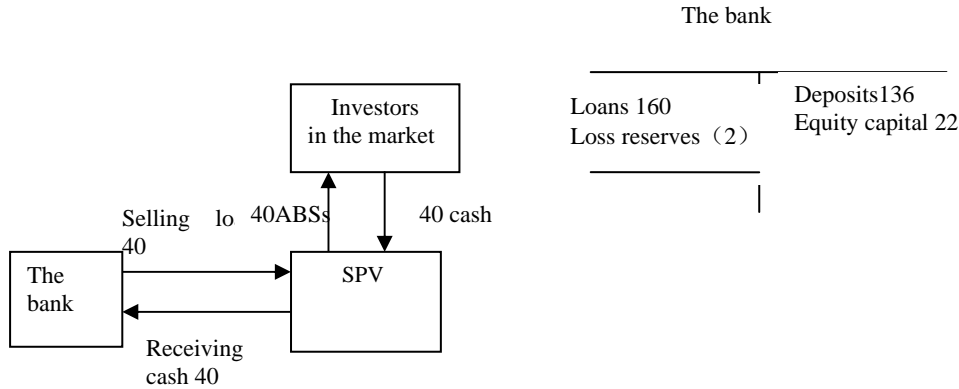 The bank
Loans 160
Loss reserves（2）
Deposits136
Equity capital 22
Investors
in the market
Selling lo
40
40ABSs
40 cash
The
bank
SPV
Receiving
cash 40